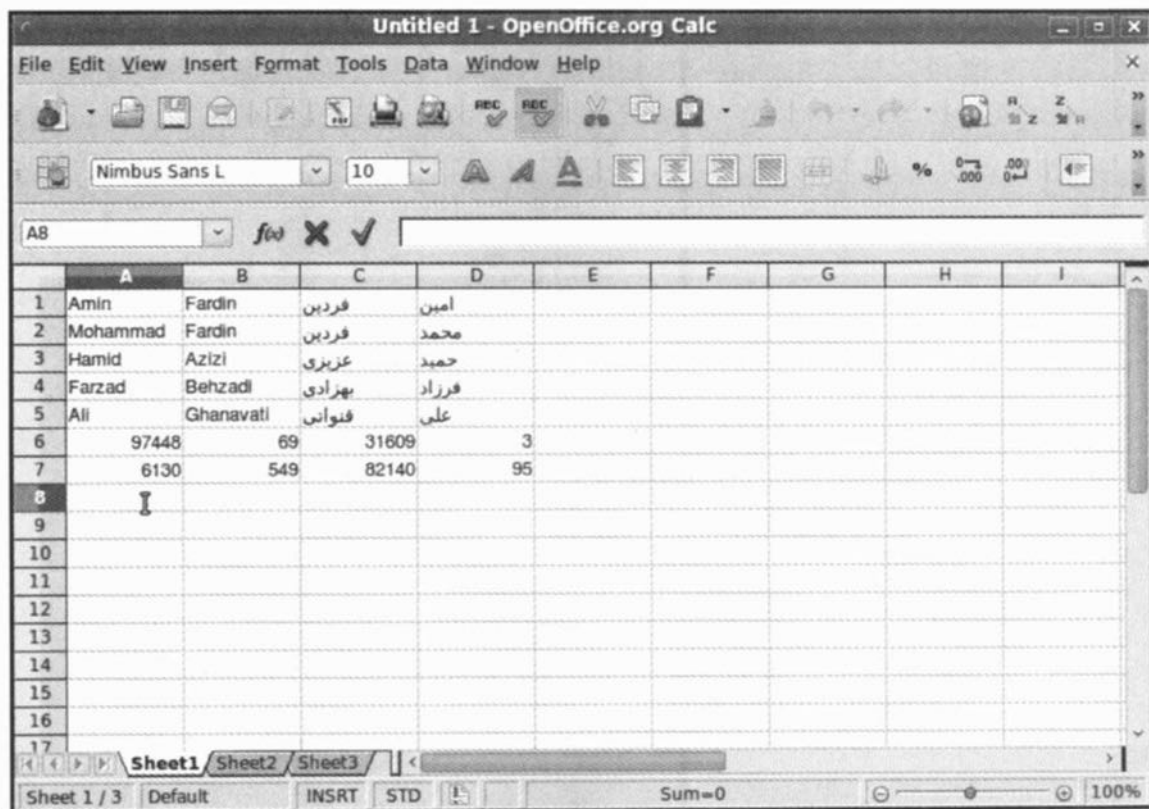 Untitled 1 - OpenOffice.org Calc
File Edit View Insert Format Tools Data Window Help
Nimbus Sans L 10
A8 f(x)
A B C D E F G H I
1 Amin Fardin فردین امین
2 Mohammad Fardin فردین محمد
3 Hamid Azizi عزیزی حمید
4 Farzad Behzadi بهزادی فرزاد
5 Ali Ghanavati قنواتی علی
6 97448 69 31609 3
7 6130 549 82140 95
8
9
10
11
12
13
14
15
16
17
Sheet1 Sheet2 Sheet3
Sheet 1 / 3 Default INSRT STD Sum=0 100%